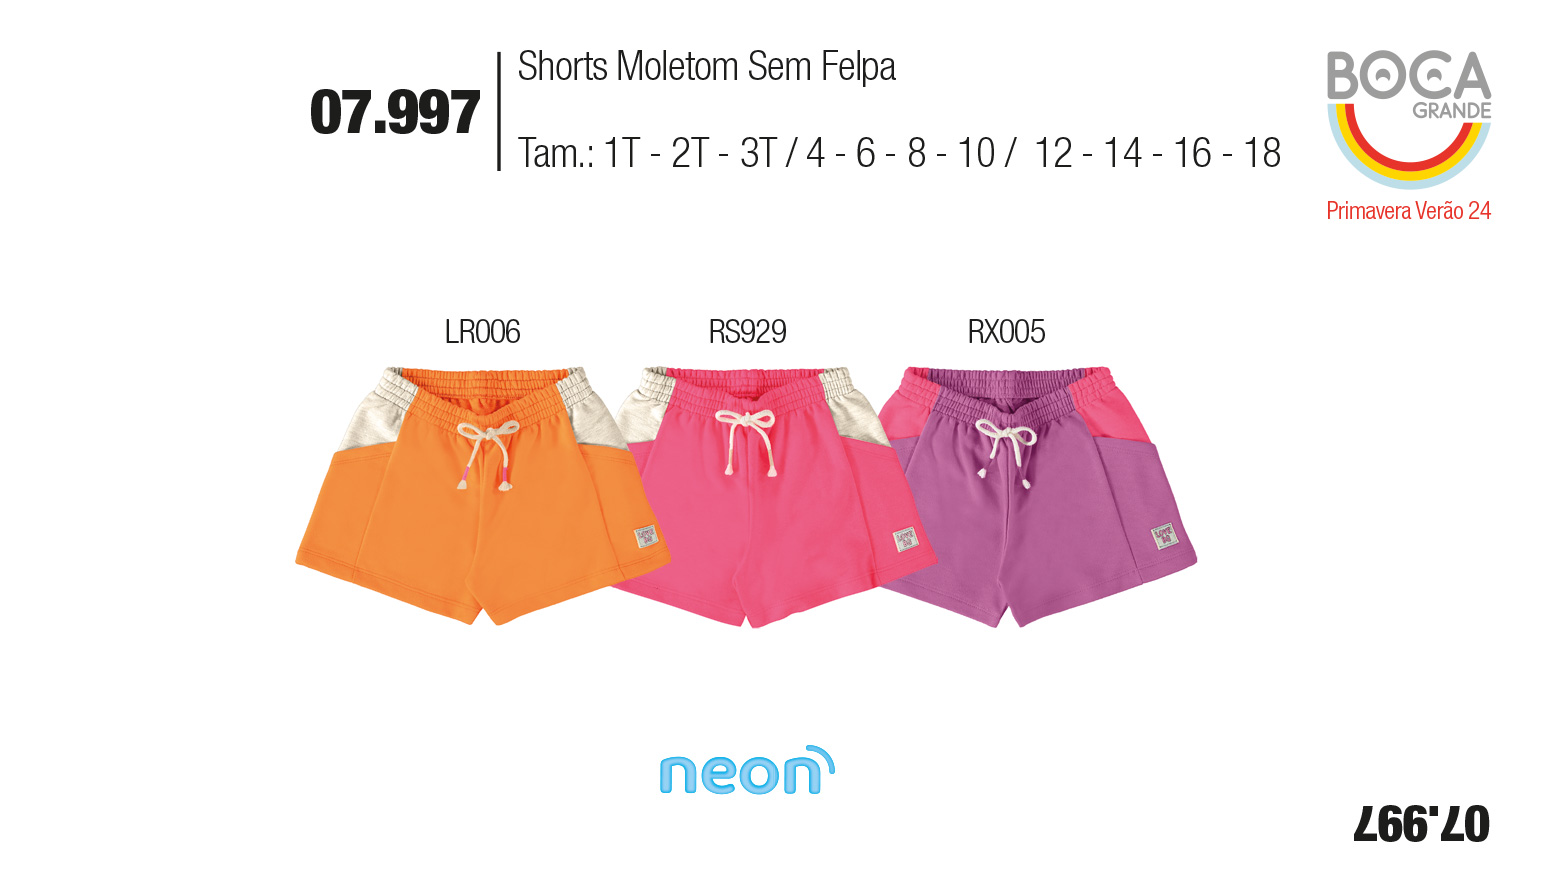 07.997
Shorts Moletom Sem Felpa
Tam.: 1T - 2T - 3T / 4 - 6 - 8 - 10 / 12 - 14 - 16 - 18
BOCA
GRANDE
Primavera Verão 24
LR006
RS929
RX005
neon
07.997